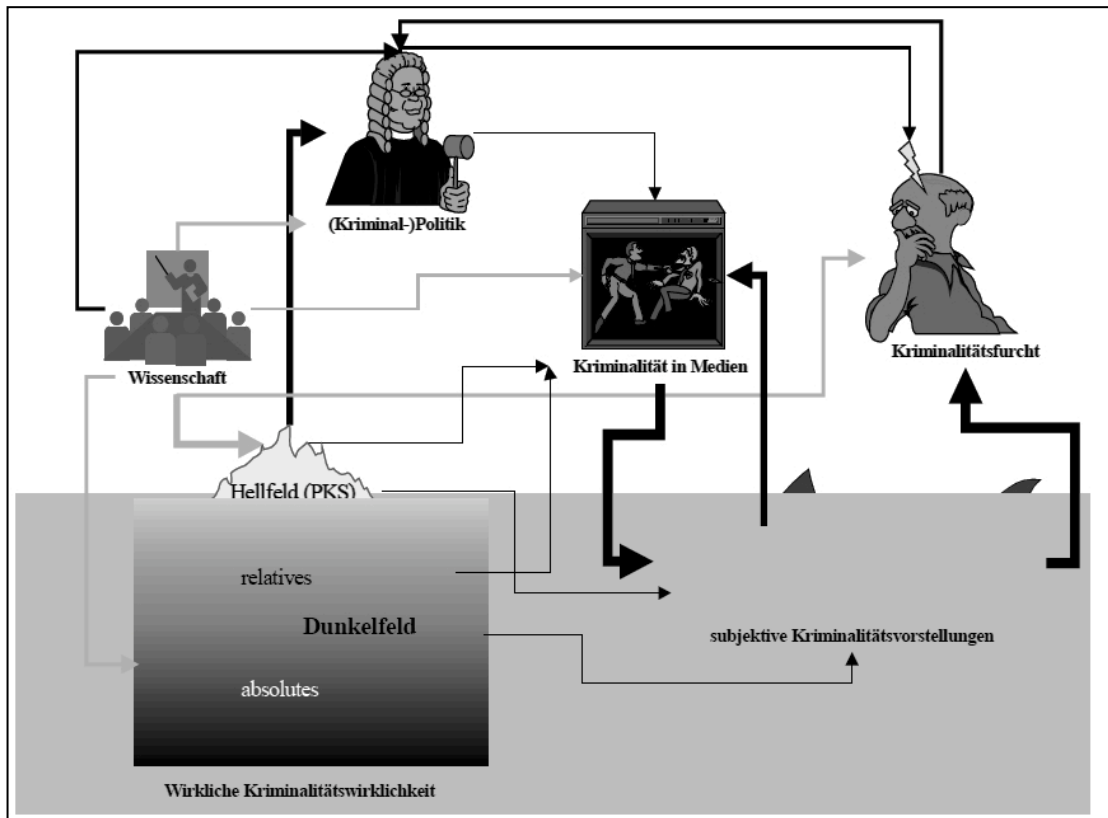 (Kriminal-)Politik
Wissenschaft
Kriminalität in Medien
Kriminalitätsfurcht
Hellfeld (PKS)
relatives
Dunkelfeld
absolutes
subjektive Kriminalitätsvorstellungen
Wirkliche Kriminalitätswirklichkeit